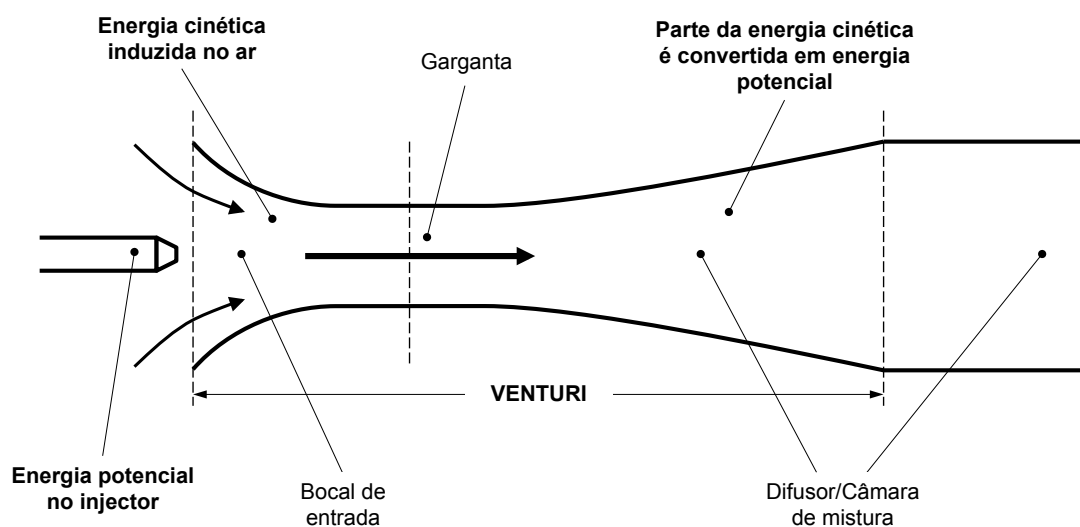 Energia cinética
induzida no ar
Garganta
Parte da energia cinética
é convertida em energia
potencial
VENTURI
Energia potencial
no injector
Bocal de
entrada
Difusor/Câmara
de mistura